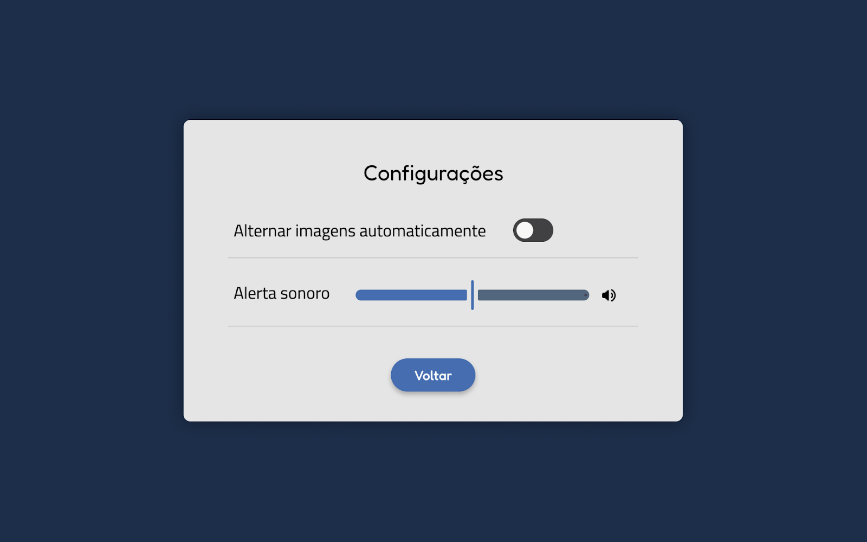 Configurações
Alternar imagens automaticamente
Alerta sonoro
Voltar